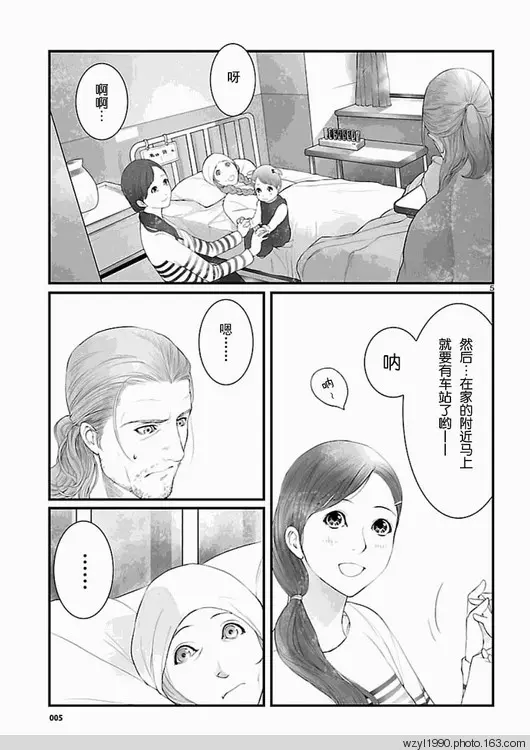 呀
啊啊…
5
呐
然后…在家的附近马上
就要有车站了哟——
呐~
嗯……
……
005
wzyl1990.photo.163.com